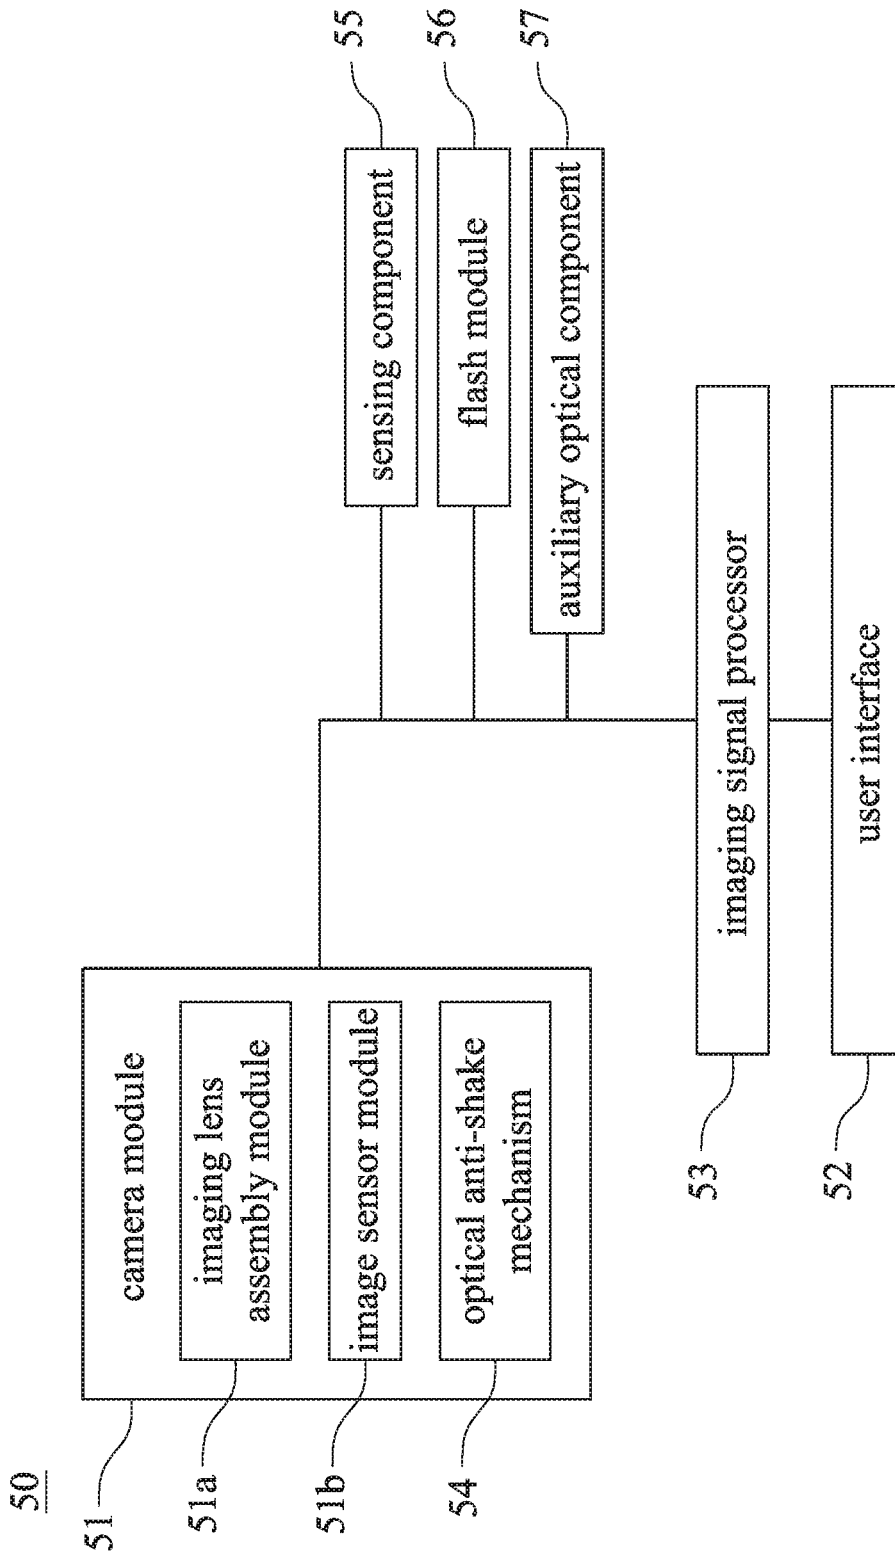 50
51
camera module
51a
imaging lens
assembly module
51b
image sensor module
54
optical anti-shake
mechanism
sensing component
55
flash module
56
auxiliary optical component
57
53
imaging signal processor
52
user interface